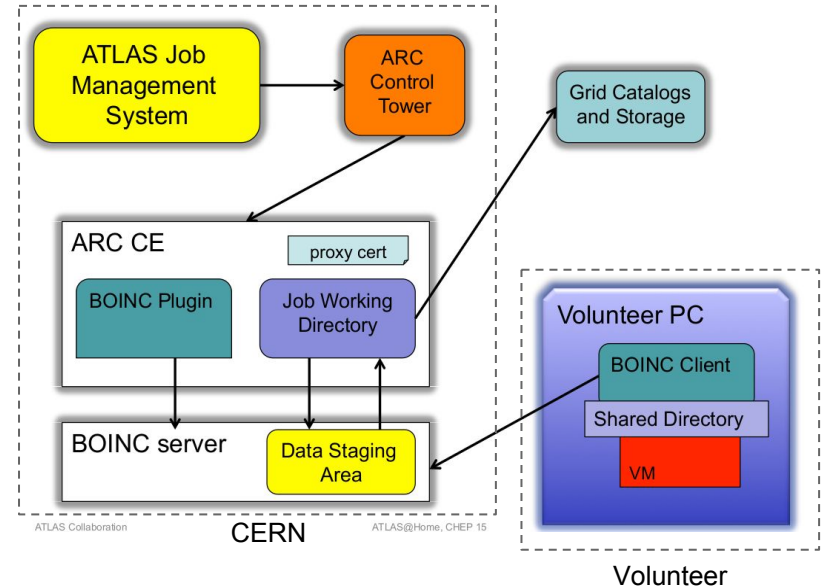 ATLAS Job
Management
System
ARC
Control
Tower
Grid Catalogs
and Storage
ARC CE
proxy cert
BOINC Plugin
Job Working
Directory
Volunteer PC
BOINC Client
Shared Directory
VM
BOINC server
Data Staging
Area
ATLAS Collaboration
CERN
ATLAS@Home, CHEP 15
Volunteer